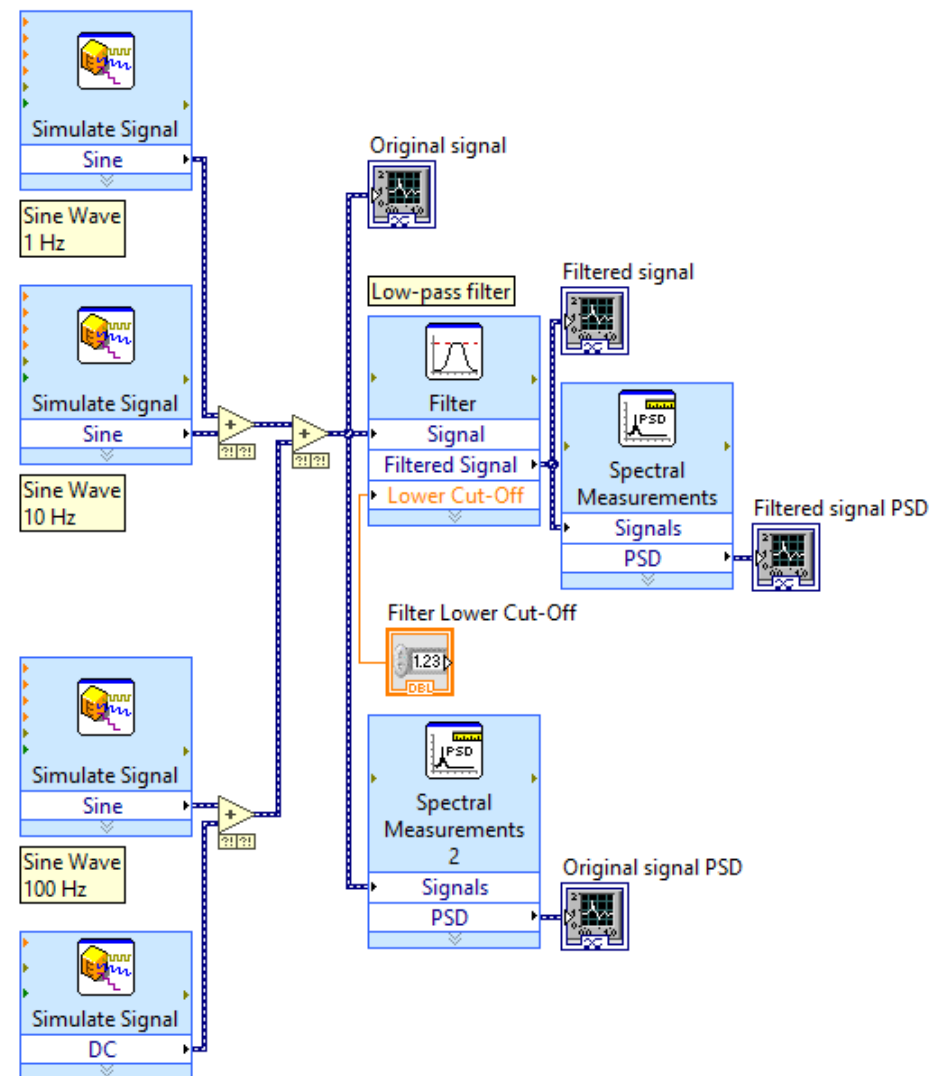 Simulate Signal
Sine
Sine Wave
1 Hz
Simulate Signal
Sine
Sine Wave
10 Hz
Simulate Signal
Sine
Sine Wave
100 Hz
Simulate Signal
DC
+
?! ?!
+
?! ?!
+
?! ?!
Original signal
Low-pass filter
Filter
Signal
Filtered Signal
Lower Cut-Off
Filtered signal
PSD
Spectral
Measurements
Signals
PSD
Filtered signal PSD
Filter Lower Cut-Off
1.23
DBL
PSD
Spectral
Measurements
2
Signals
PSD
Original signal PSD